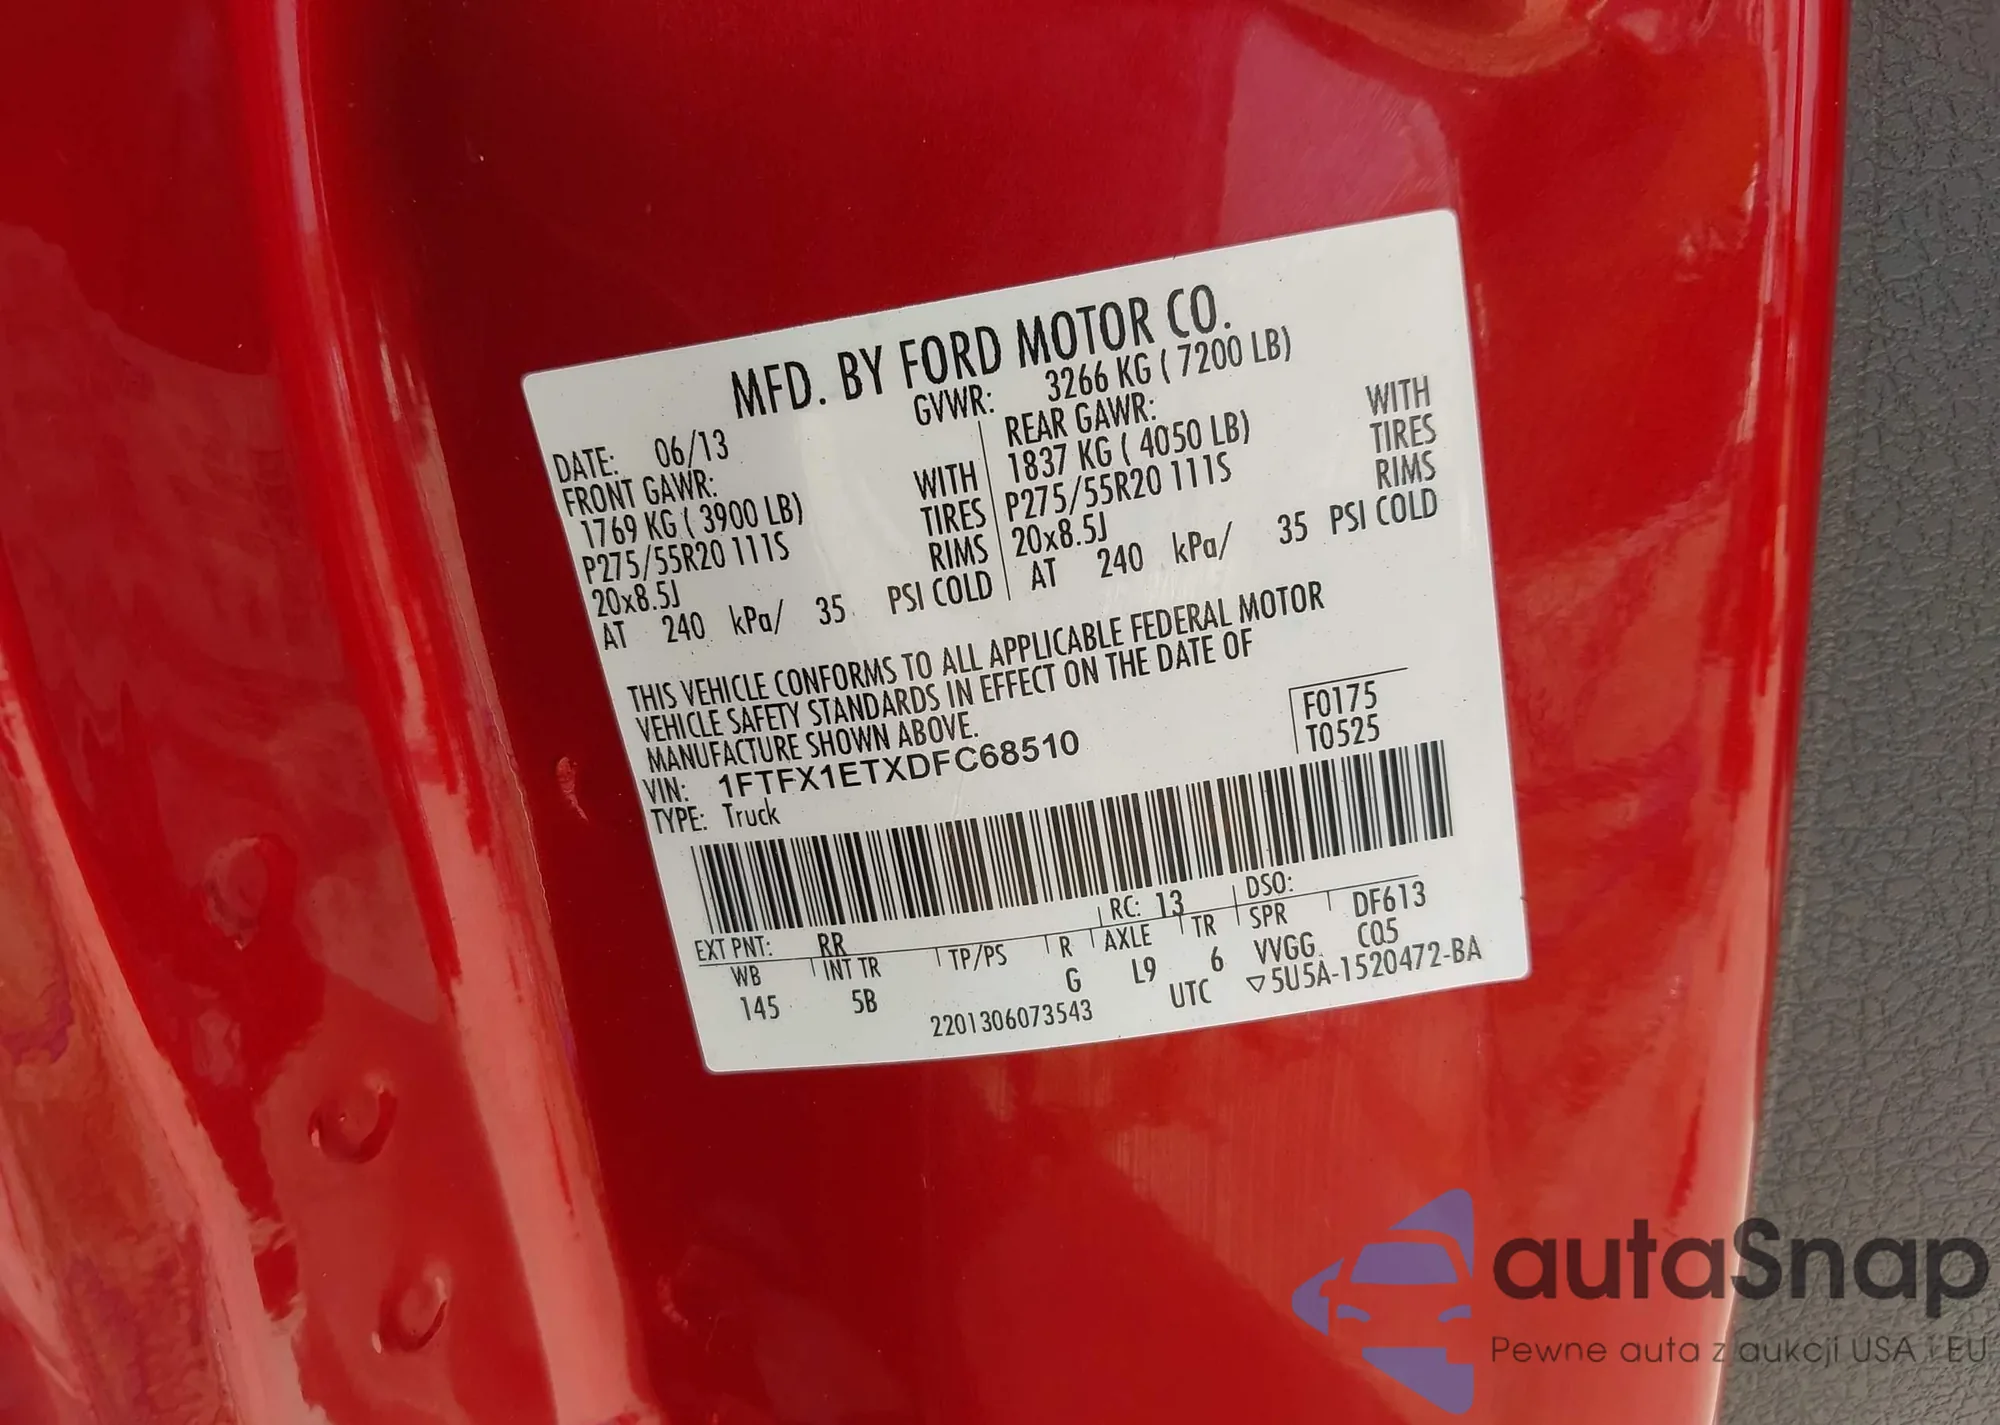 MFD. BY FORD MOTOR CO.
DATE: 06/13 GVWR: 3266 KG ( 7200 LB)
FRONT GAWR: REAR GAWR:
1769 KG ( 3900 LB) WITH 1837 KG ( 4050 LB) WITH
P275/55R20 111S TIRES P275/55R20 111S TIRES
20x8.5J RIMS 20x8.5J RIMS
AT 240 kPa/ 35 PSI COLD AT 240 kPa/ 35 PSI COLD
THIS VEHICLE CONFORMS TO ALL APPLICABLE FEDERAL MOTOR
VEHICLE SAFETY STANDARDS IN EFFECT ON THE DATE OF
MANUFACTURE SHOWN ABOVE.
VIN: 1FTFX1ETXDFC68510
TYPE: Truck
F0175
T0525
EXT PNT: RR RC: 13 DSO: DF613
WB INT TR TP/PS R AXLE TR SPR
145 5B G L9 6 VVGG CQ5
2201306073543 UTC ▽5U5A-1520472-BA
autaSnap
Pewne auta z aukcji USA i EU